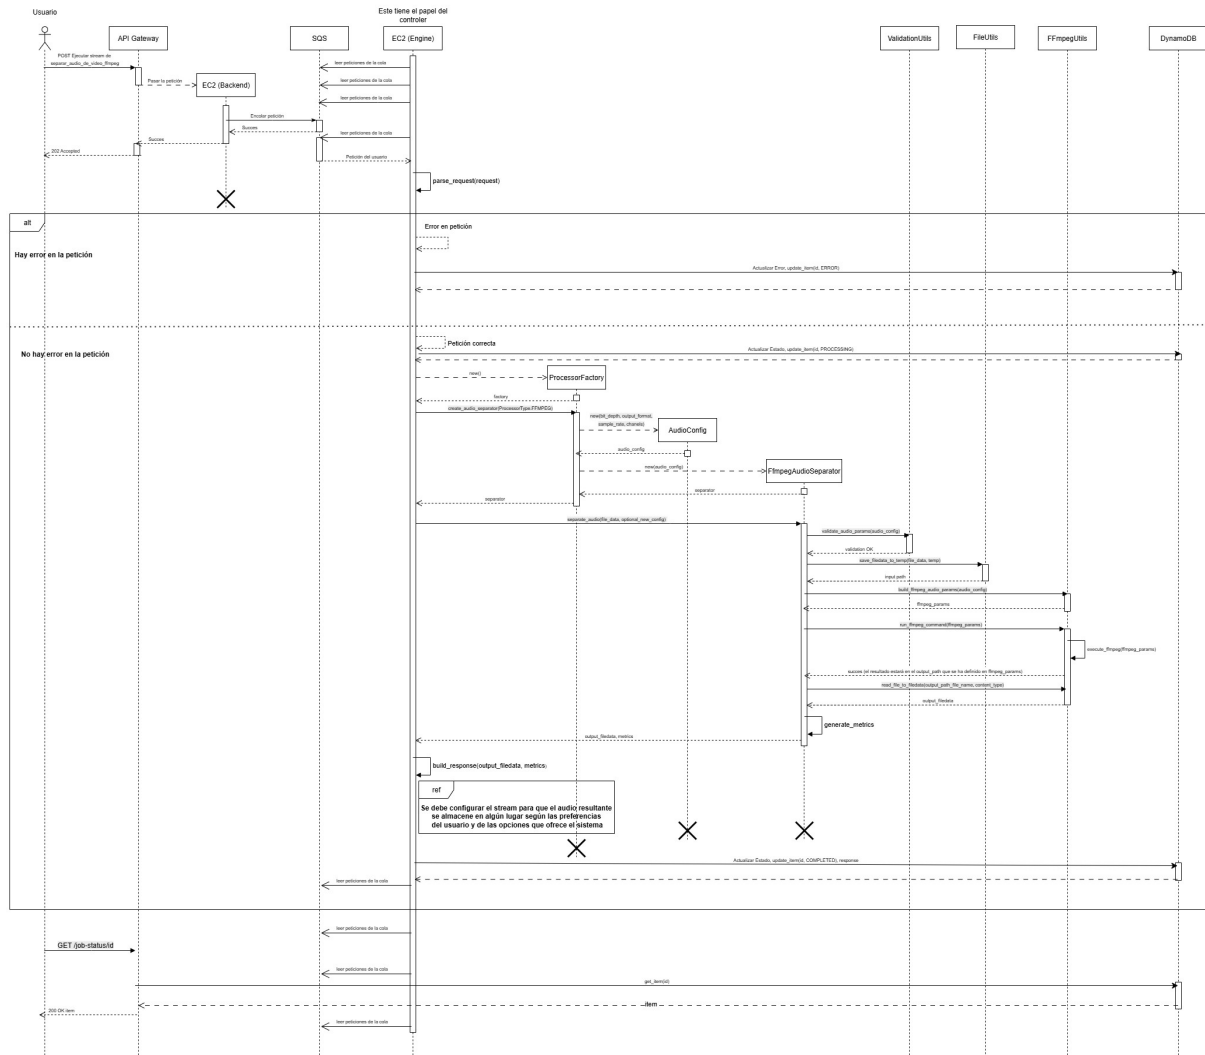 Usuario
Este tiene el papel del
controler
API Gateway
SQS
EC2 (Engine)
ValidationUtils
FileUtils
FFmpegUtils
DynamoDB
POST Ejecutar stream de
separar_audio_de_video_ffmpeg
leer peticiones de la cola
Pasar la petición
EC2 (Backend)
leer peticiones de la cola
leer peticiones de la cola
Encolar petición
Succes
leer peticiones de la cola
Succes
202 Accepted
Petición del usuario
parse_request(request)
alt
Error en petición
Hay error en la petición
Actualizar Error, update_item(id, ERROR)
Petición correcta
No hay error en la petición
Actualizar Estado, update_item(id, PROCESSING)
new()
ProcessorFactory
factory
create_audio_separator(ProcessorType.FFMPEG)
new(bit_depth, output_format,
sample_rate, chanels)
AudioConfig
audio_config
new(audio_config)
FfmpegAudioSeparator
separator
separator
separate_audio(file_data, optional_new_config)
validate_audio_params(audio_config)
validation OK
save_filedata_to_temp(file_data, temp)
input path
build_ffmpeg_audio_params(audio_config)
ffmpeg_params
run_ffmpeg_command(ffmpeg_params)
execute_ffmpeg(ffmpeg_params)
succes (el resultado estará en el output_path que se ha definido en ffmpeg_params)
read_file_to_filedata(output_path_file_name, content_type)
output_filedata
generate_metrics
output_filedata, metrics
build_response(output_filedata, metrics)
ref
Se debe configurar el stream para que el audio resultante
se almacene en algún lugar según las preferencias
del usuario y de las opciones que ofrece el sistema
Actualizar Estado, update_item(id, COMPLETED), response
leer peticiones de la cola
leer peticiones de la cola
GET /job-status/id
leer peticiones de la cola
get_item(id)
item
200 OK item
leer peticiones de la cola